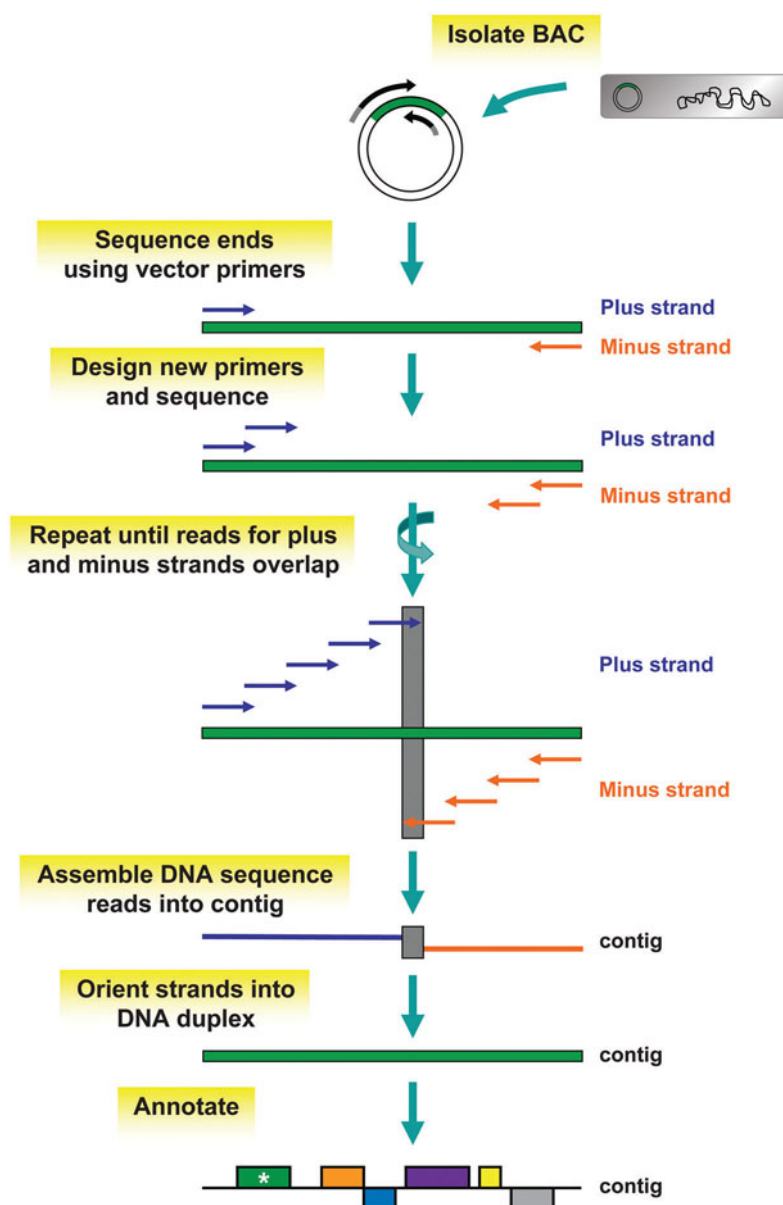 Isolate BAC
Sequence ends
using vector primers
Plus strand
Minus strand
Design new primers
and sequence
Plus strand
Minus strand
Repeat until reads for plus
and minus strands overlap
Plus strand
Minus strand
Assemble DNA sequence
reads into contig
contig
Orient strands into
DNA duplex
contig
Annotate
*
contig